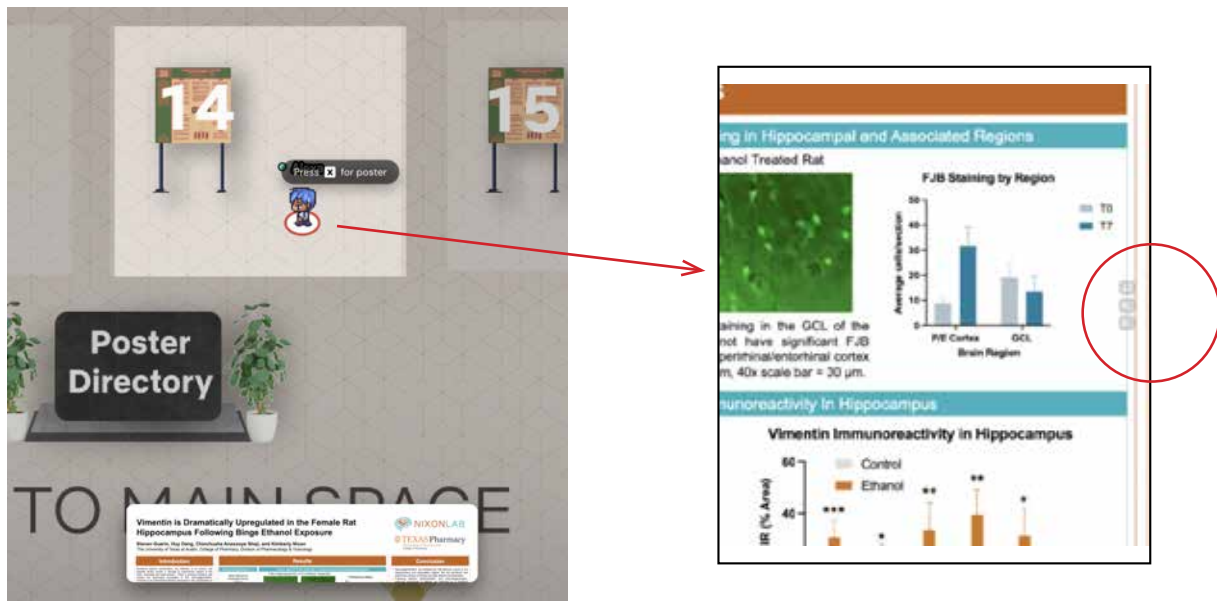 14
15
Press X for poster
Poster
Directory
TO MAIN SPACE
Vimentin is Dramatically Upregulated in the Female Rat
Hippocampus Following Binge Ethanol Exposure
NIXONLAB
TEXAS Pharmacy
Introduction
Results
Conclusion
ng in Hippocampal and Associated Regions
anol Treated Rat
FJB Staining by Region
50
40
30
20
10
0
Average cells/section
T0
T7
P/E Cortex
GCL
Brain Region
aining in the GCL of the
not have significant FJB
perirhinal/entorhinal cortex
m, 40x scale bar = 30 µm.
munoreactivity In Hippocampus
Vimentin Immunoreactivity in Hippocampus
60
40
IR (% Area)
Control
Ethanol
***
*
**
**
*